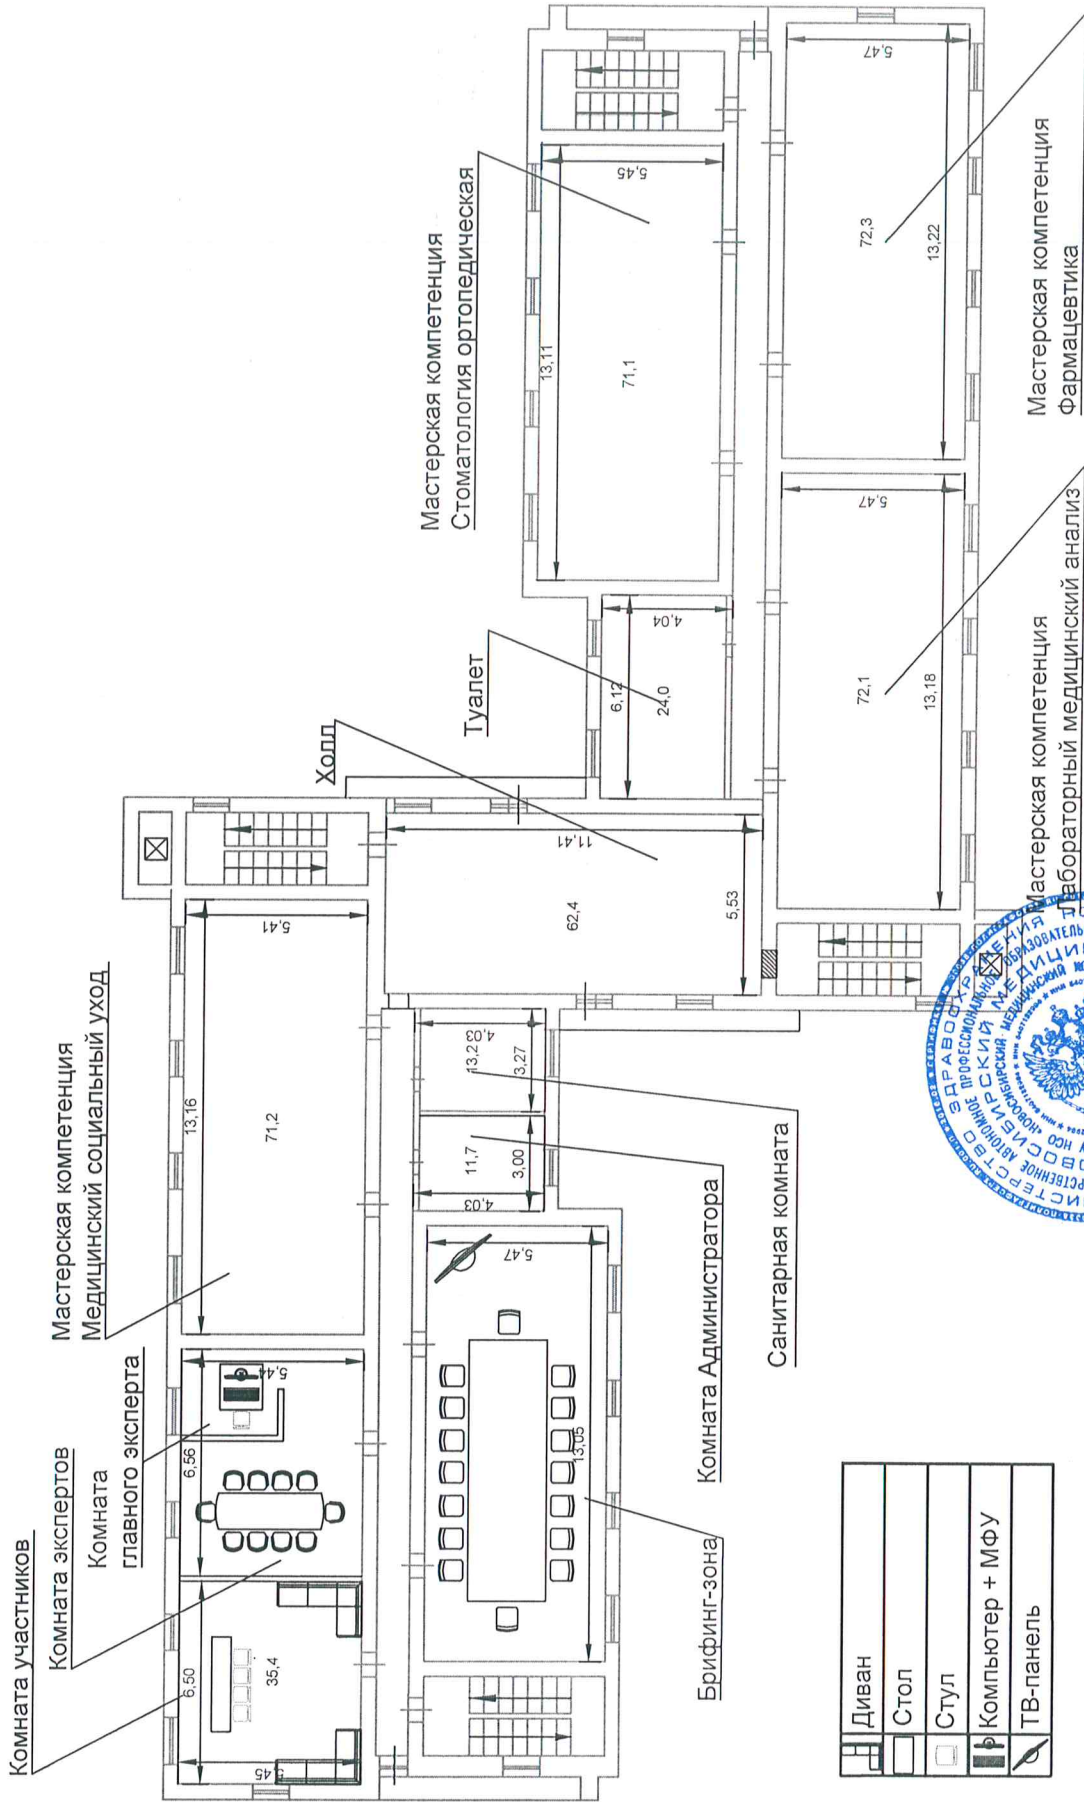 Комната участников
Комната экспертов
Комната
главного эксперта
Мастерская компетенция
Медицинский социальный уход
Холл
Туалет
Мастерская компетенция
Стоматология ортопедическая
6,50
5,45
35,4
6,56
5,44
13,16
5,41
71,2
11,41
62,4
5,53
6,12
4,04
24,0
13,11
5,45
71,1
5,47
13,05
4,03
11,7
3,00
4,03
13,2
3,27
5,47
72,1
13,18
5,47
72,3
13,22
Брифинг-зона
Комната Администратора
Санитарная комната
Мастерская компетенция
Лабораторный медицинский анализ
Мастерская компетенция
Фармацевтика
Диван
Стол
Стул
Компьютер + МФУ
ТВ-панель